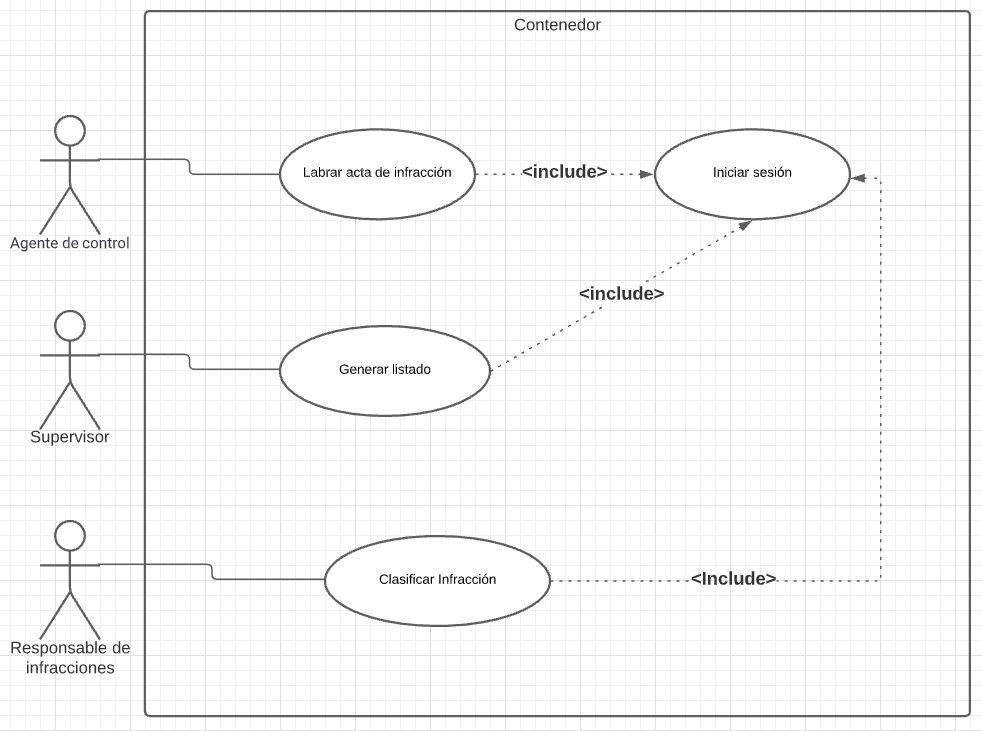 Contenedor
Labrar acta de infracción
<include>
Iniciar sesión
Agente de control
<include>
Generar listado
Supervisor
Clasificar Infracción
<Include>
Responsable de
infracciones